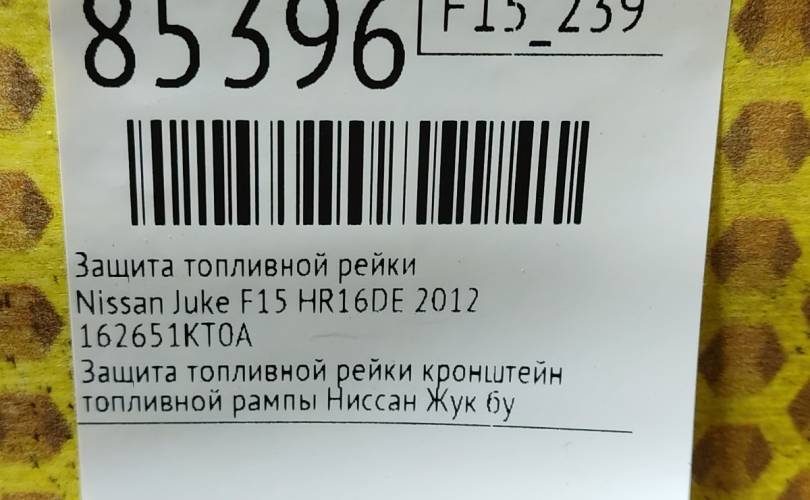 85396
F15_239
Защита топливной рейки
Nissan Juke F15 HR16DE 2012
162651KT0A
Защита топливной рейки кронштейн
топливной рампы Ниссан Жук бу